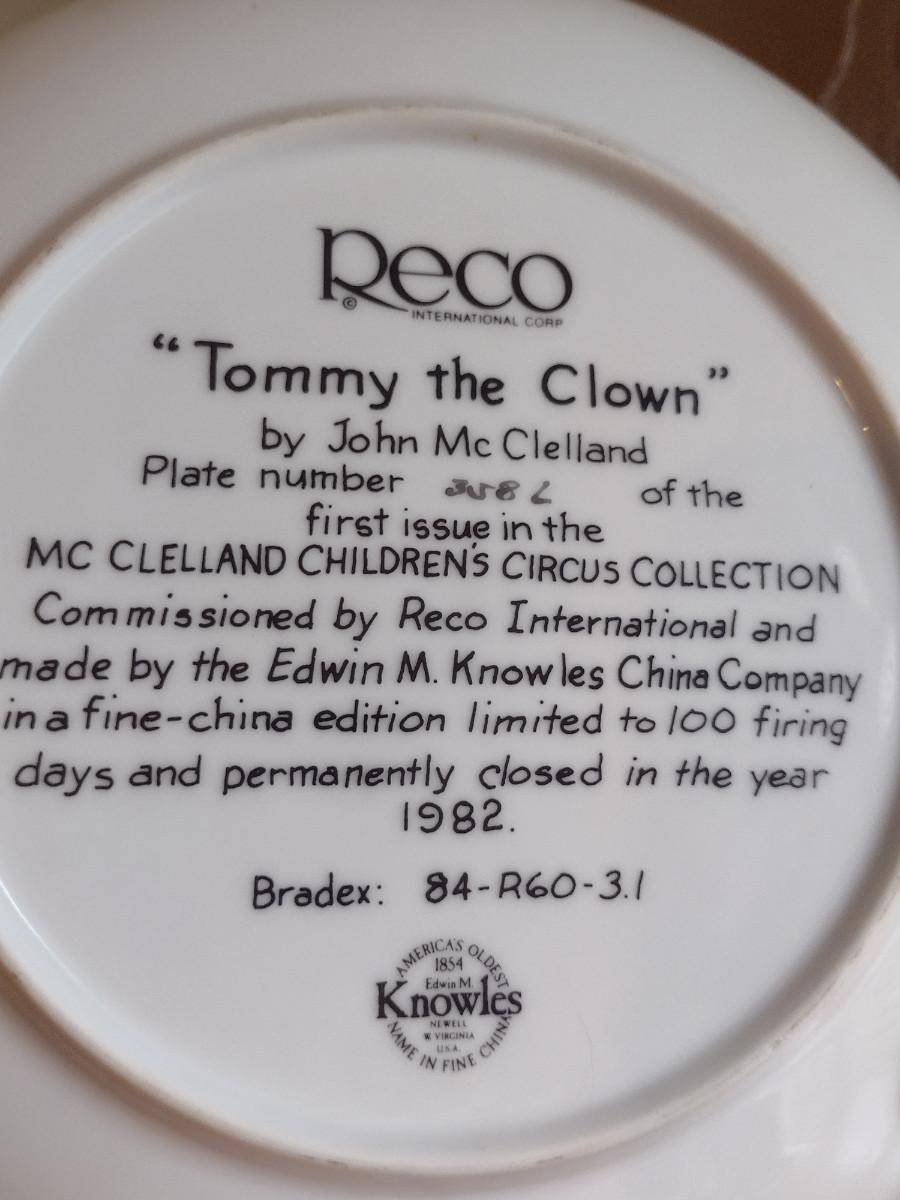 Reco
© INTERNATIONAL CORP
“Tommy the Clown”
by John Mc Clelland
Plate number of the
first issue in the
MC CLELLAND CHILDREN'S CIRCUS COLLECTION
Commissioned by Reco International and
made by the Edwin M. Knowles China Company
in a fine-china edition limited to 100 firing
days and permanently closed in the year
1982.
Bradex: 84-R60-3.1
AMERICA'S OLDEST
1854
Edwin M.
Knowles
NEWELL
W. VIRGINIA
U.S.A.
NAME IN FINE CHINA